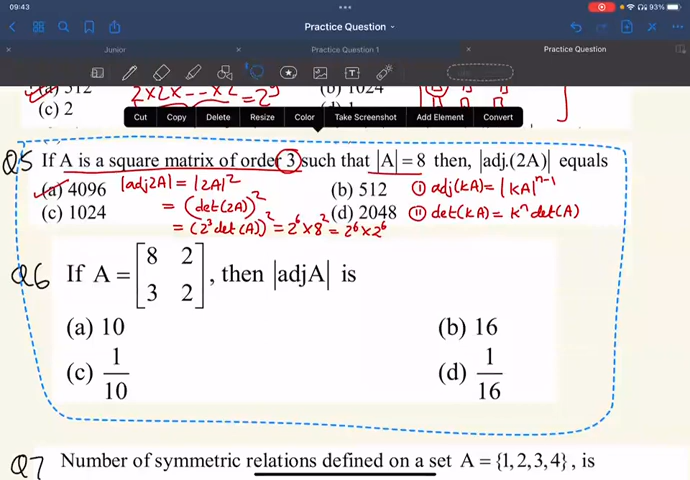 09:43
93%
Practice Question
Junior
Practice Question 1
Practice Question
(a) 512 2×2×---×2 = 2⁹ (b) 1024
(c) 2
Cut Copy Delete Resize Color Take Screenshot Add Element Convert
Q5 If A is a square matrix of order 3 such that |A| = 8 then, |adj.(2A)| equals
(a) 4096 |adj2A| = |2A|² (b) 512 ① adj(KA) = |KA|ⁿ⁻¹
(c) 1024 = (det(2A))² (d) 2048 ⑪ det(KA) = Kⁿ det(A)
= (2³ det(A))² = 2⁶ × 8² = 2⁶ × 2⁶
Q6 If A = [8 2
3 2], then |adjA| is
(a) 10 (b) 16
(c) 1/10 (d) 1/16
Q7 Number of symmetric relations defined on a set A = {1, 2, 3, 4}, is